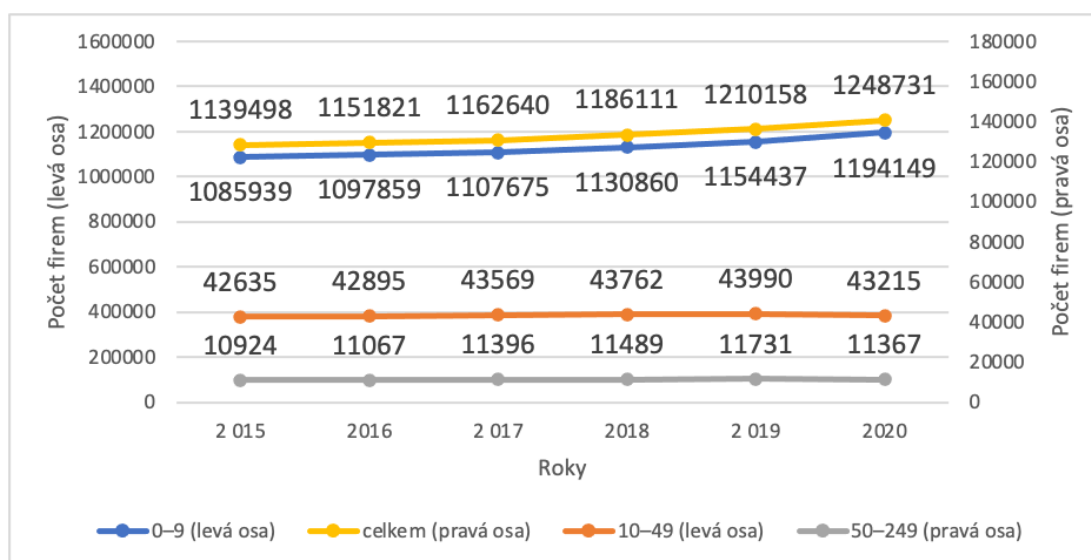 1600000 180000
1400000 160000
1200000 140000
1000000 120000
800000 100000
600000 80000
400000 60000
200000 40000
0 20000
0
Počet firem (levá osa)
Počet firem (pravá osa)
1139498 1151821 1162640 1186111 1210158 1248731
1085939 1097859 1107675 1130860 1154437 1194149
42635 42895 43569 43762 43990 43215
10924 11067 11396 11489 11731 11367
2 015 2016 2 017 2018 2 019 2020
Roky
0–9 (levá osa) celkem (pravá osa) 10–49 (levá osa) 50–249 (pravá osa)